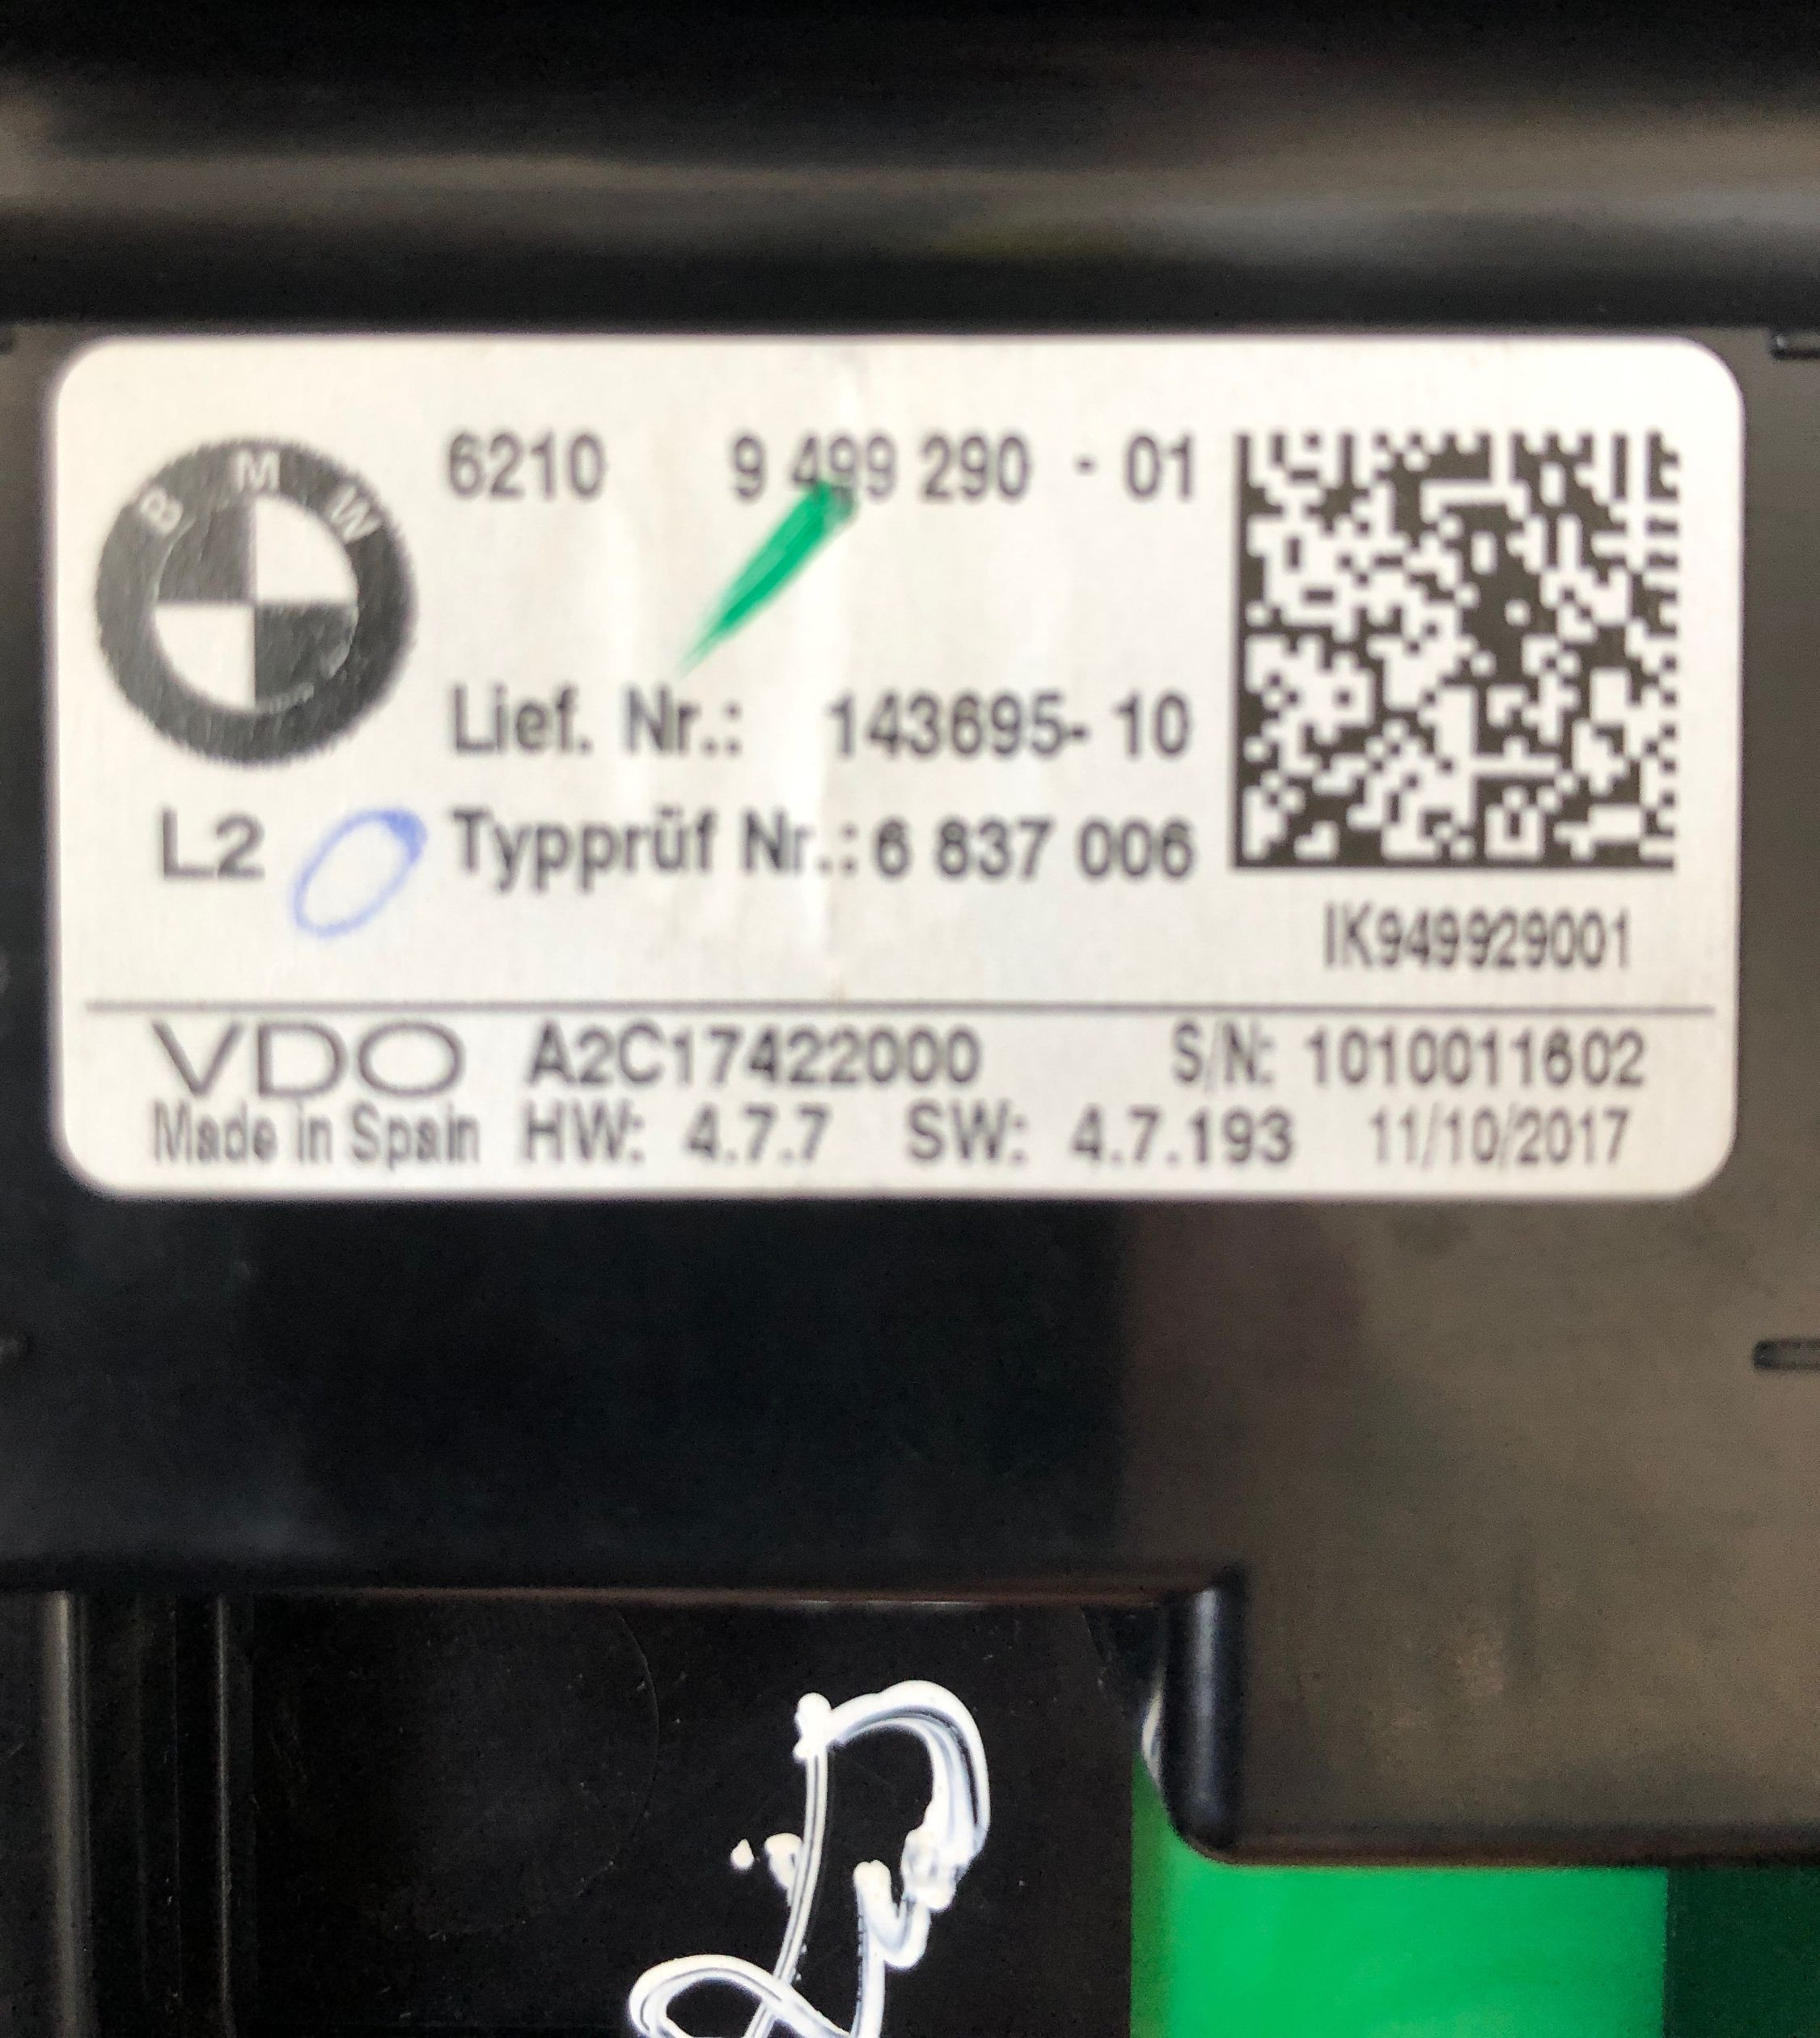 BMW
6210 9 499 290 - 01
Lief. Nr.: 143695- 10
L2 Typprüf Nr.: 6 837 006
IK949929001
VDO A2C17422000 S/N: 1010011602
Made in Spain HW: 4.7.7 SW: 4.7.193 11/10/2017